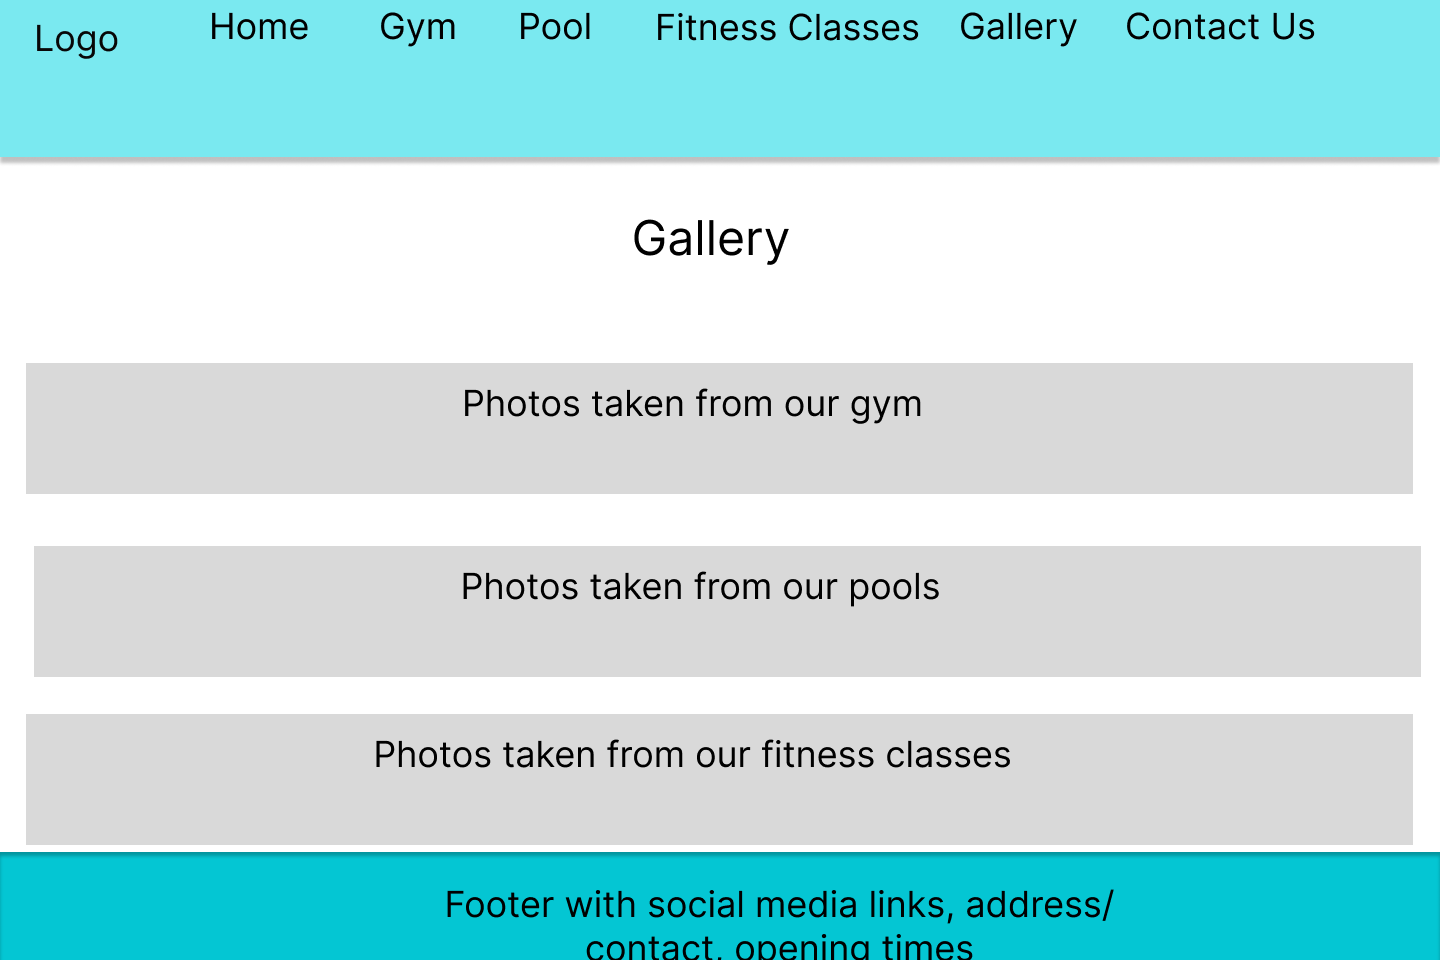 Logo Home Gym Pool Fitness Classes Gallery Contact Us
Gallery
Photos taken from our gym
Photos taken from our pools
Photos taken from our fitness classes
Footer with social media links, address/
contact, opening times